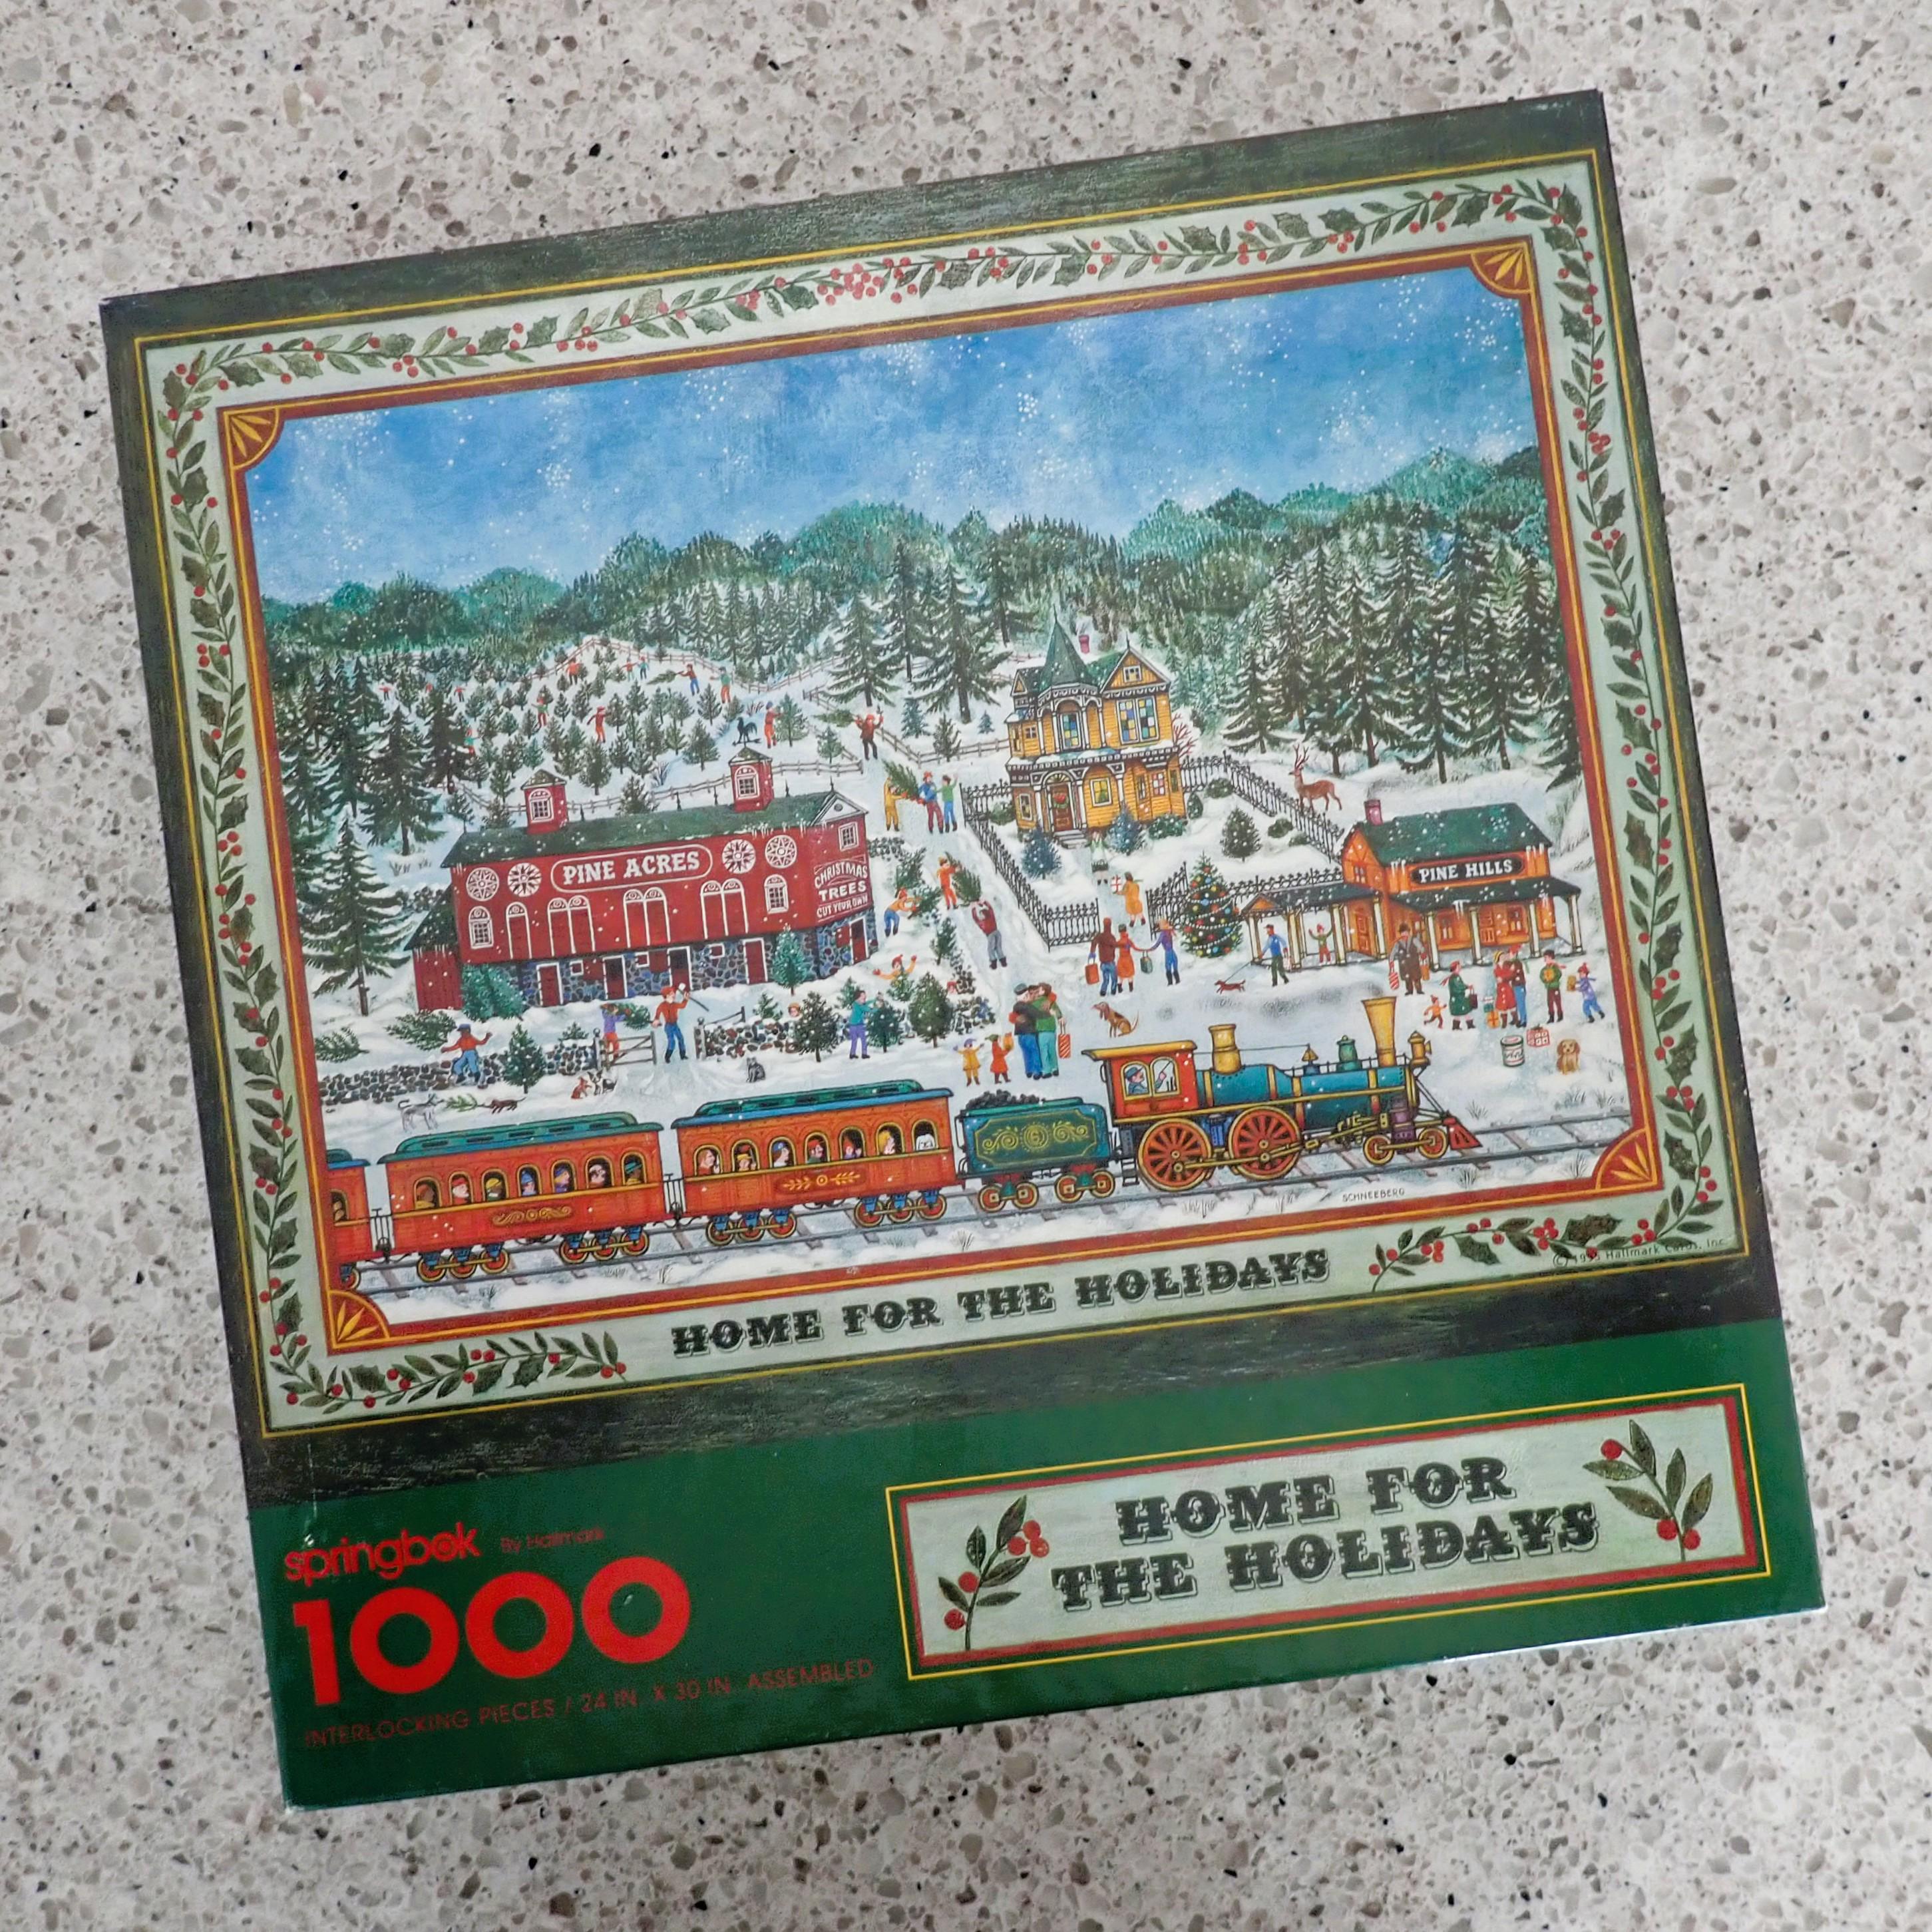 PINE ACRES
CHRISTMAS
TREES
CUT YOUR OWN
PINE HILLS
5
SCHNEEBERG
Hallmark Cards, Inc.
HOME FOR THE HOLIDAYS
springbok By Hallmark
1000
INTERLOCKING PIECES / 24 IN. X 30 IN. ASSEMBLED
HOME FOR
THE HOLIDAYS